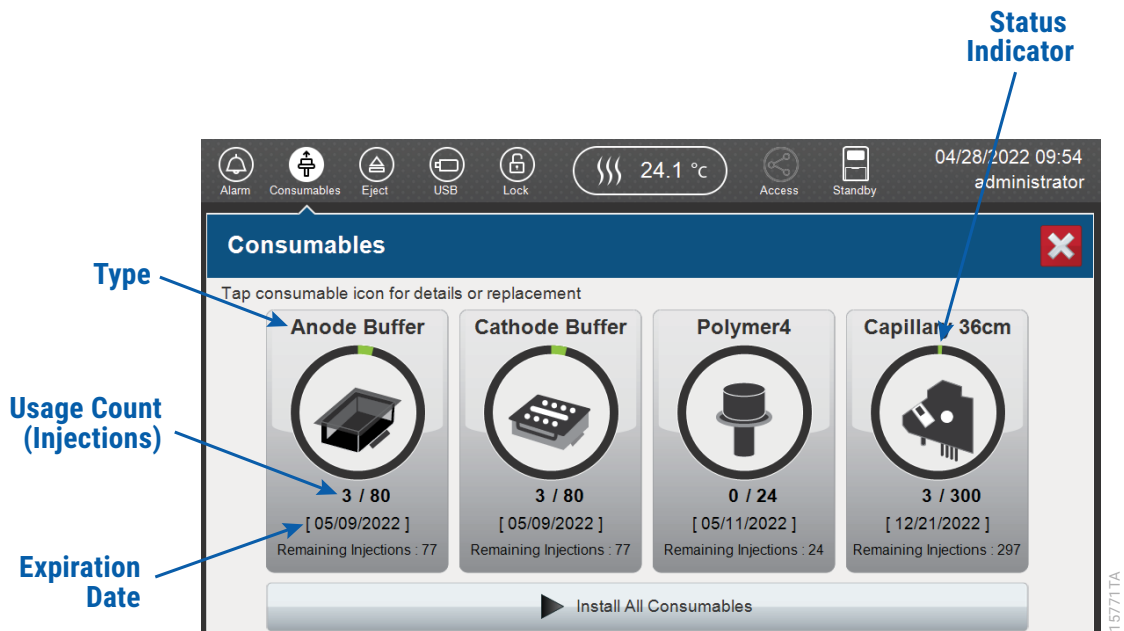 Status
Indicator
Alarm
Consumables
Eject
USB
Lock
24.1 °c
Access
Standby
04/28/2022 09:54
administrator
Consumables
Type
Tap consumable icon for details or replacement
Anode Buffer
Cathode Buffer
Polymer4
Capillary 36cm
Usage Count
(Injections)
3 / 80
3 / 80
0 / 24
3 / 300
[ 05/09/2022 ]
[ 05/09/2022 ]
[ 05/11/2022 ]
[ 12/21/2022 ]
Remaining Injections : 77
Remaining Injections : 77
Remaining Injections : 24
Remaining Injections : 297
Expiration
Date
Install All Consumables
15771TA